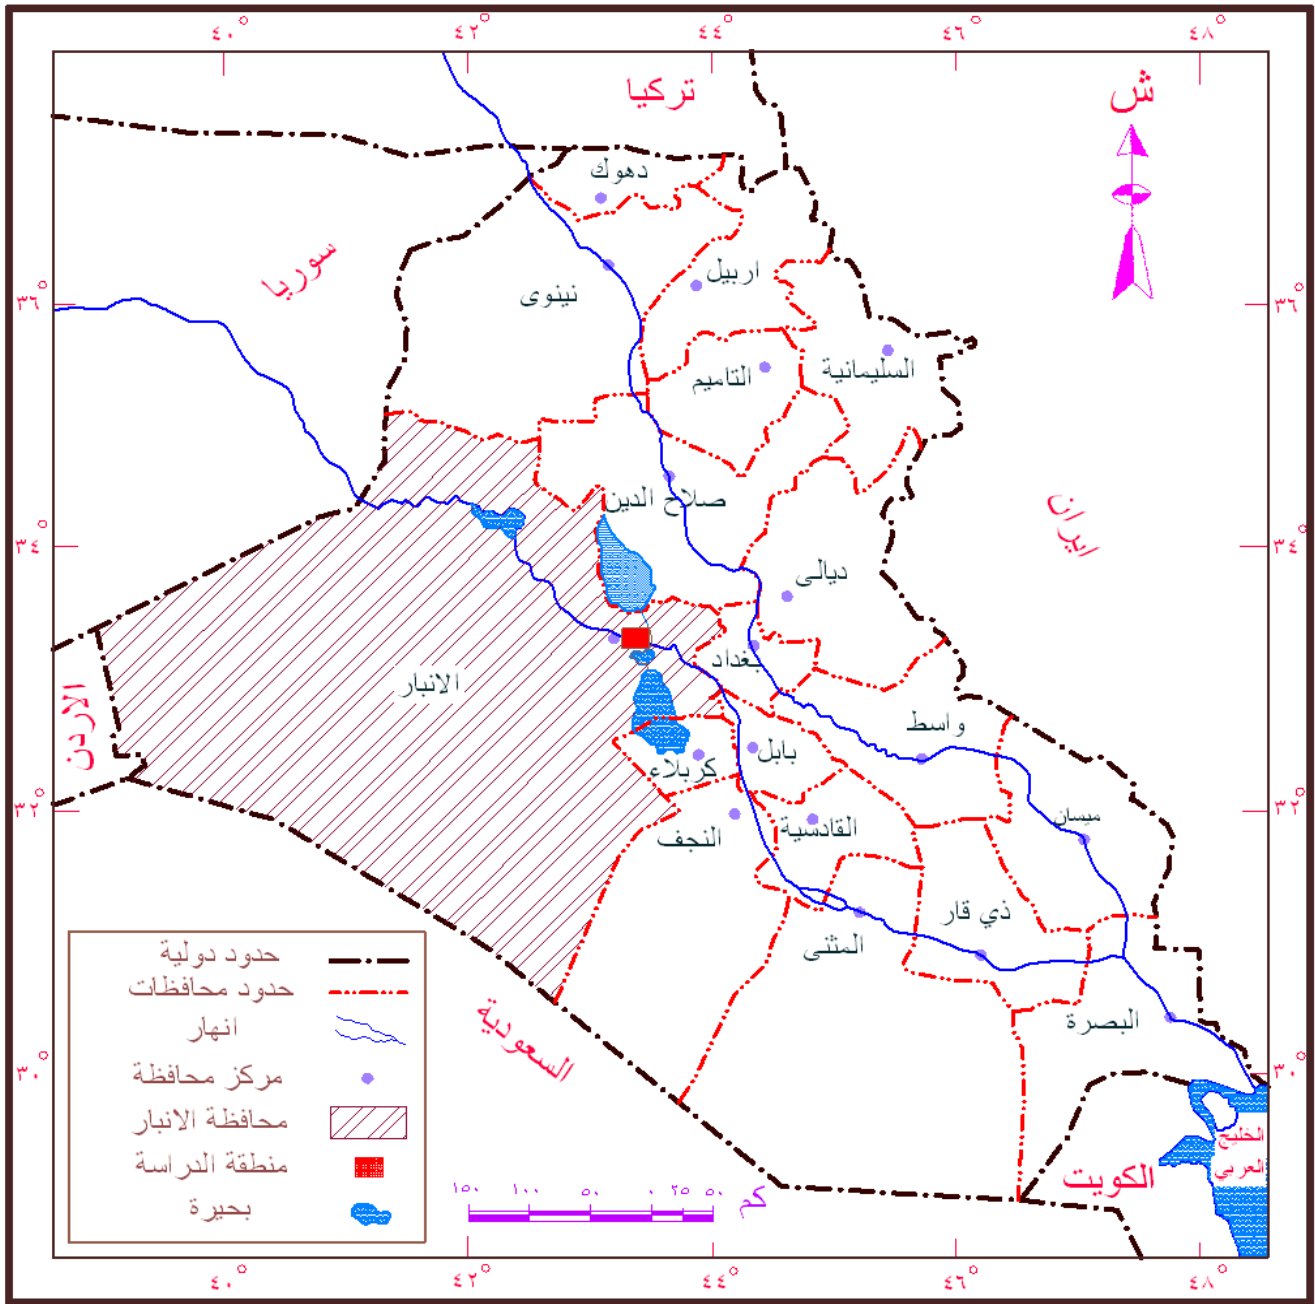 ٤٠° ٤٢° ٤٤° ٤٦° ٤٨°
تركيا
ش
دهوك
سوريا
اربيل
نينوى
٣٦° ٣٦°
السليمانية
التاميم
صلاح الدين
ايران
٣٤° ٣٤°
ديالى
بغداد
الانبار
الاردن
واسط
بابل
كربلاء
٣٢° ٣٢°
ميسان
القادسية
النجف
ذي قار
المثنى
البصرة
السعودية
٣٠° ٣٠°
الخليج
العربي
الكويت
حدود دولية
حدود محافظات
انهار
مركز محافظة
محافظة الانبار
منطقة الدراسة
بحيرة
١٥٠ ١٠٠ ٥٠ ٠ ٢٥ ٥٠ كم
٤٠° ٤٢° ٤٤° ٤٦° ٤٨°